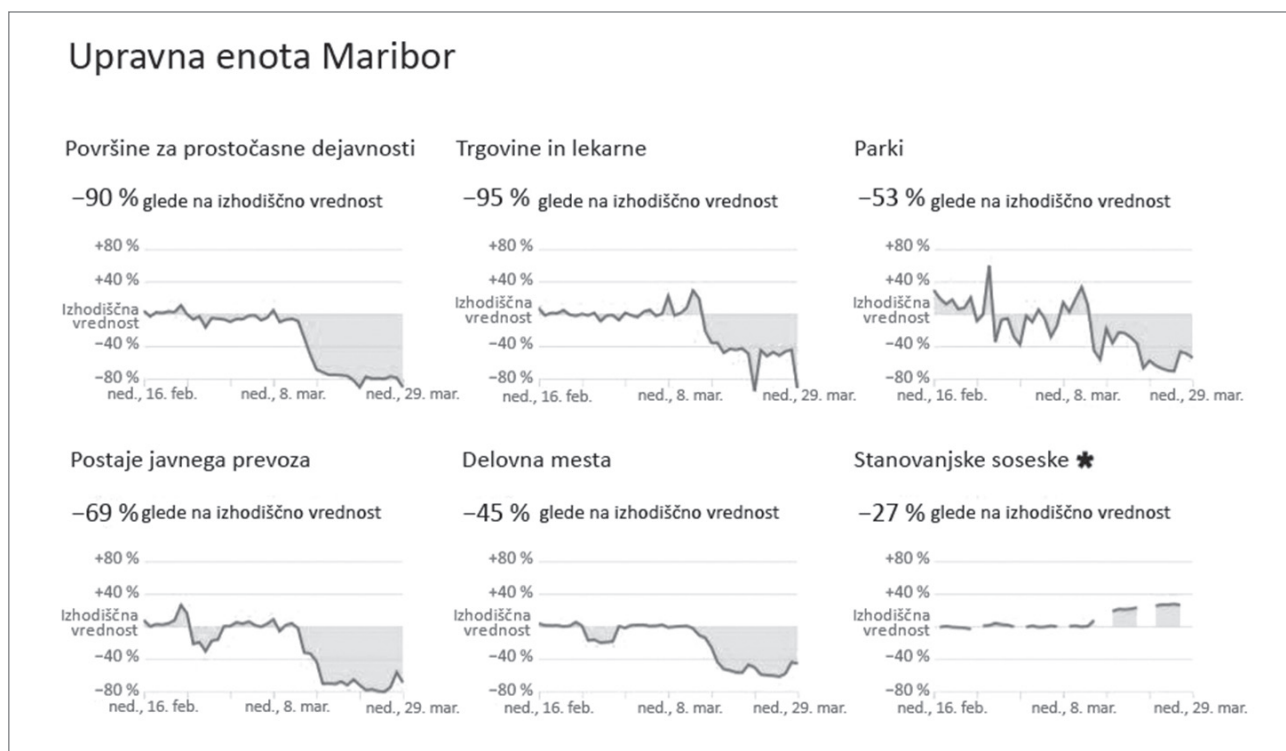 Upravna enota Maribor
Površine za prostočasne dejavnosti
−90 % glede na izhodiščno vrednost
+80 %
+40 %
Izhodiščna
vrednost
−40 %
−80 %
ned., 16. feb. ned., 8. mar. ned., 29. mar.
Trgovine in lekarne
−95 % glede na izhodiščno vrednost
+80 %
+40 %
Izhodiščna
vrednost
−40 %
−80 %
ned., 16. feb. ned., 8. mar. ned., 29. mar.
Parki
−53 % glede na izhodiščno vrednost
+80 %
+40 %
Izhodiščna
vrednost
−40 %
−80 %
ned., 16. feb. ned., 8. mar. ned., 29. mar.
Postaje javnega prevoza
−69 % glede na izhodiščno vrednost
+80 %
+40 %
Izhodiščna
vrednost
−40 %
−80 %
ned., 16. feb. ned., 8. mar. ned., 29. mar.
Delovna mesta
−45 % glede na izhodiščno vrednost
+80 %
+40 %
Izhodiščna
vrednost
−40 %
−80 %
ned., 16. feb. ned., 8. mar. ned., 29. mar.
Stanovanjske soseske *
−27 % glede na izhodiščno vrednost
+80 %
+40 %
Izhodiščna
vrednost
−40 %
−80 %
ned., 16. feb. ned., 8. mar. ned., 29. mar.